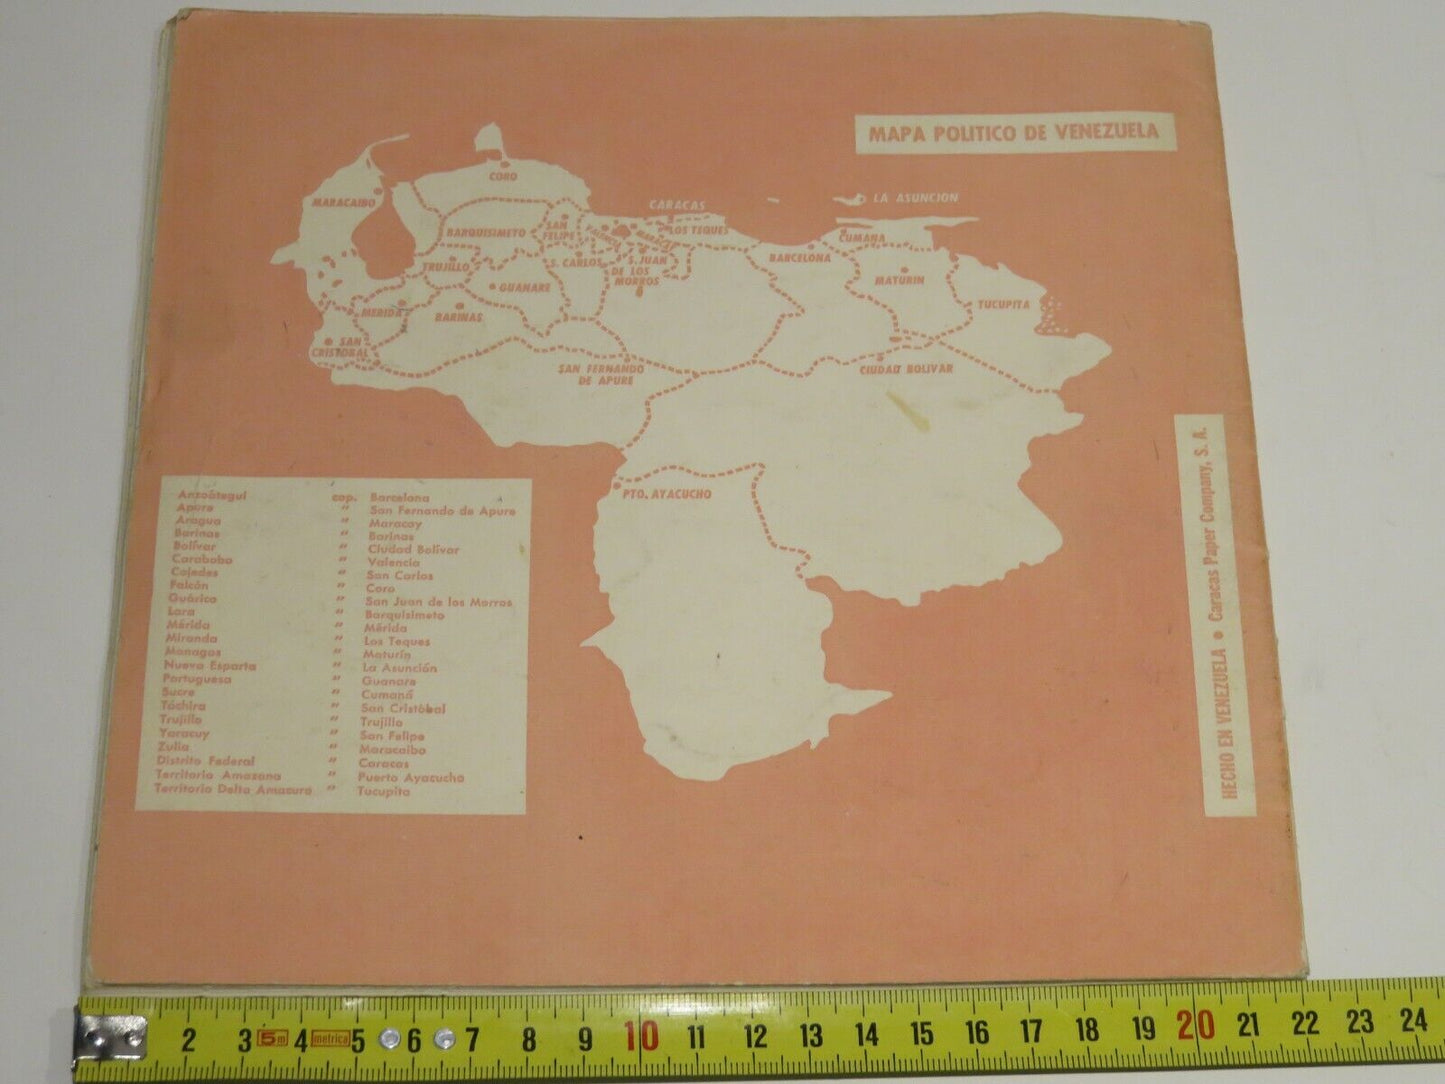 MAPA POLITICO DE VENEZUELA
CORO
MARACAIBO
CARACAS
LA ASUNCION
BARQUISIMETO
SAN
FELIPE
VALENCIA
MARACAY
LOS TEQUES
CUMANA
TRUJILLO
S. CARLOS
S. JUAN
DE LOS
MORROS
BARCELONA
GUANARE
MATURIN
TUCUPITA
MERIDA
BARINAS
SAN
CRISTOBAL
SAN FERNANDO
DE APURE
CIUDAD BOLIVAR
PTO. AYACUCHO
Anzoátegui cap. Barcelona
Apure " San Fernando de Apure
Aragua " Maracay
Barinas " Barinas
Bolívar " Ciudad Bolívar
Carabobo " Valencia
Cojedes " San Carlos
Falcón " Coro
Guárico " San Juan de los Morros
Lara " Barquisimeto
Mérida " Mérida
Miranda " Los Teques
Monagas " Maturín
Nueva Esparta " La Asunción
Portuguesa " Guanare
Sucre " Cumaná
Táchira " San Cristóbal
Trujillo " Trujillo
Yaracuy " San Felipe
Zulia " Maracaibo
Distrito Federal " Caracas
Territorio Amazona " Puerto Ayacucho
Territorio Delta Amacuro " Tucupita
HECHO EN VENEZUELA • Caracas Paper Company, S. A.
2 3 5m 4 metrica 5 6 7 8 9 10 11 12 13 14 15 16 17 18 19 20 21 22 23 24